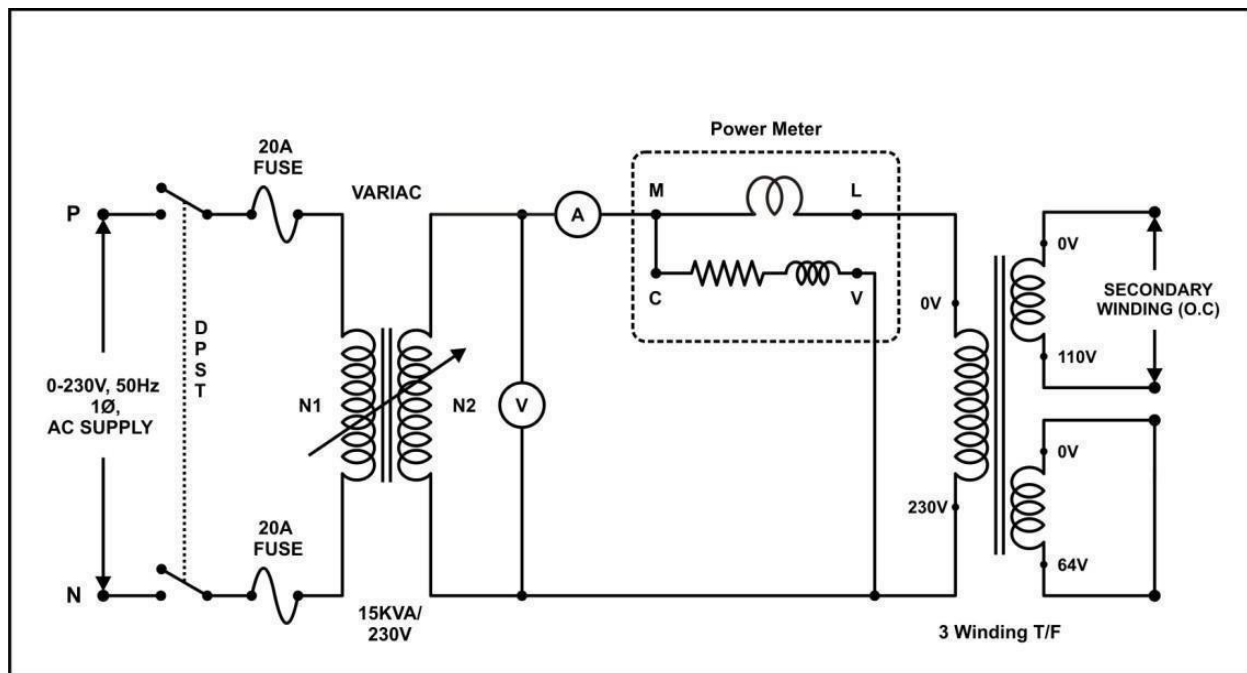 Power Meter
20A
FUSE
VARIAC
M
L
P
A
0V
C
V
0V
SECONDARY
WINDING (O.C)
D
P
S
T
110V
0-230V, 50Hz
1Ø,
AC SUPPLY
N1
N2
V
0V
230V
20A
FUSE
64V
N
15KVA/
230V
3 Winding T/F